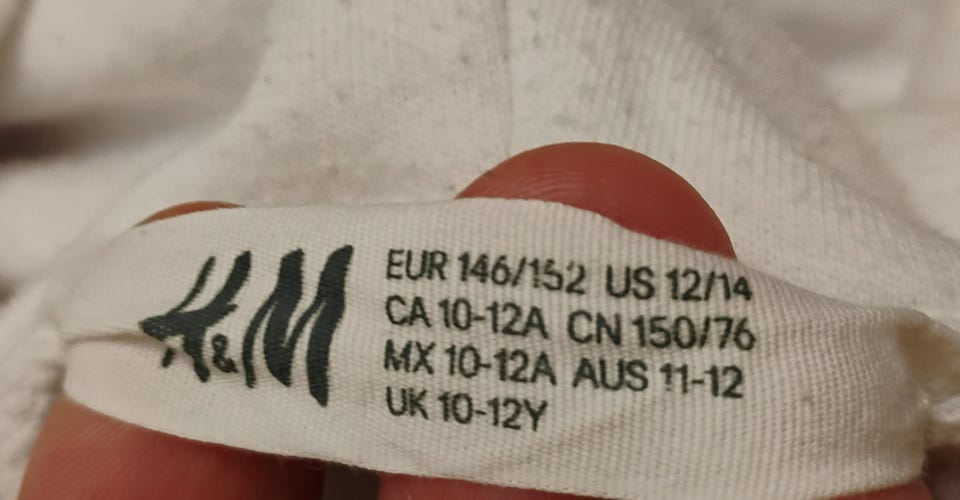 H&M
EUR 146/152 US 12/14
CA 10-12A CN 150/76
MX 10-12A AUS 11-12
UK 10-12Y